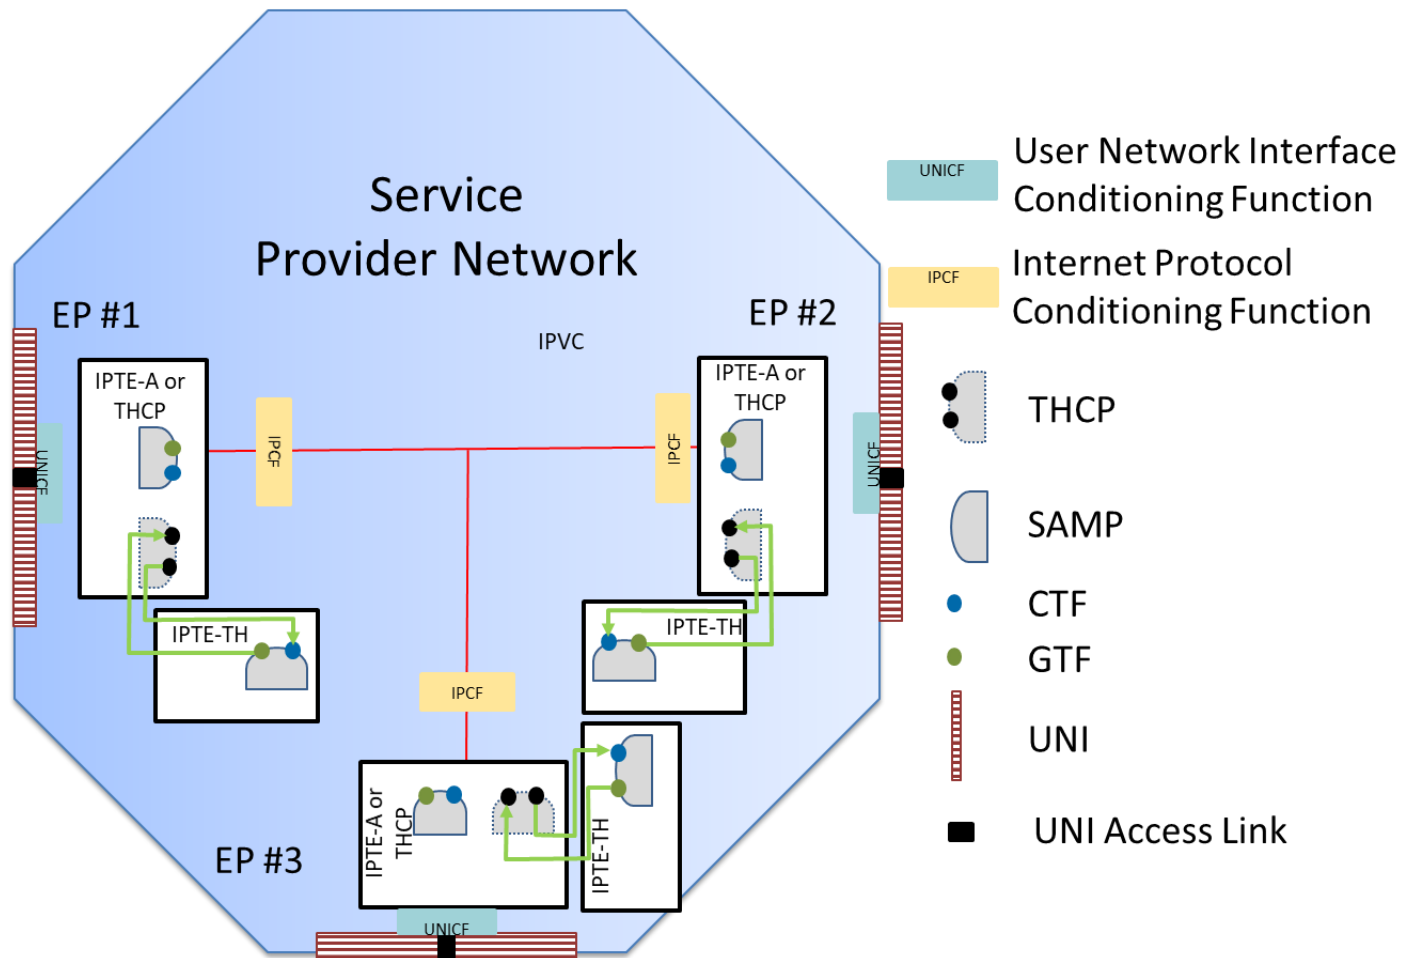 Service
Provider Network
EP #1
EP #2
IPVC
IPTE-A or
THCP
IPCF
UNICF
IPTE-TH
IPTE-A or
THCP
IPCF
UNICF
IPTE-TH
IPCF
IPTE-A or
THCP
IPTE-TH
EP #3
UNICF
UNICF
User Network Interface
Conditioning Function
IPCF
Internet Protocol
Conditioning Function
THCP
SAMP
CTF
GTF
UNI
UNI Access Link